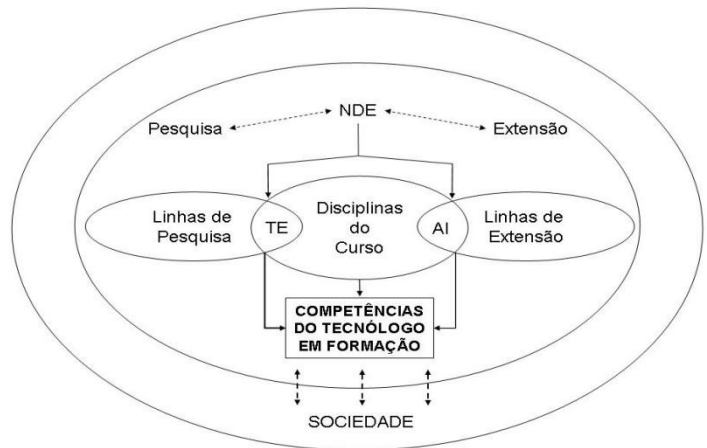 NDE
Pesquisa
Extensão
Linhas de
Pesquisa
TE
Disciplinas
do
Curso
AI
Linhas de
Extensão
COMPETÊNCIAS
DO TECNÓLOGO
EM FORMAÇÃO
SOCIEDADE